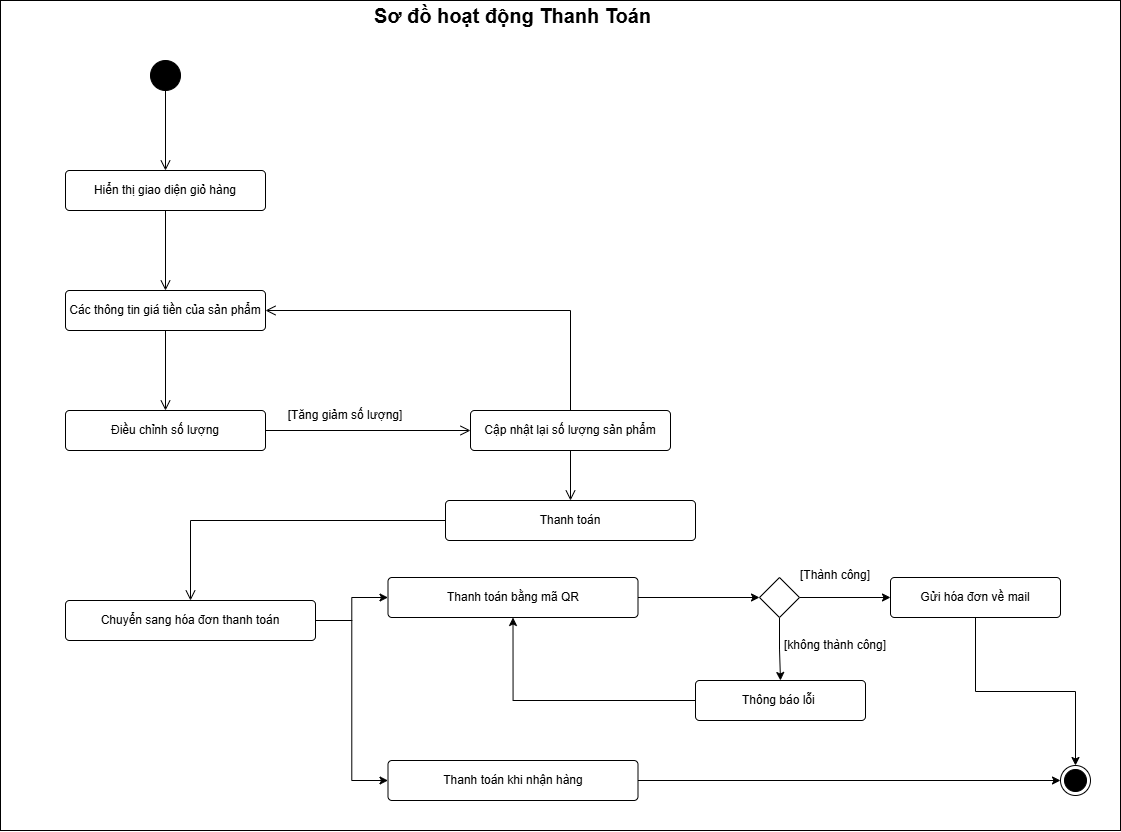 Sơ đồ hoạt động Thanh Toán
Hiển thị giao diện giỏ hàng
Các thông tin giá tiền của sản phẩm
Điều chỉnh số lượng
[Tăng giảm số lượng]
Cập nhật lại số lượng sản phẩm
Thanh toán
Chuyển sang hóa đơn thanh toán
Thanh toán bằng mã QR
[Thành công]
Gửi hóa đơn về mail
[không thành công]
Thông báo lỗi
Thanh toán khi nhận hàng